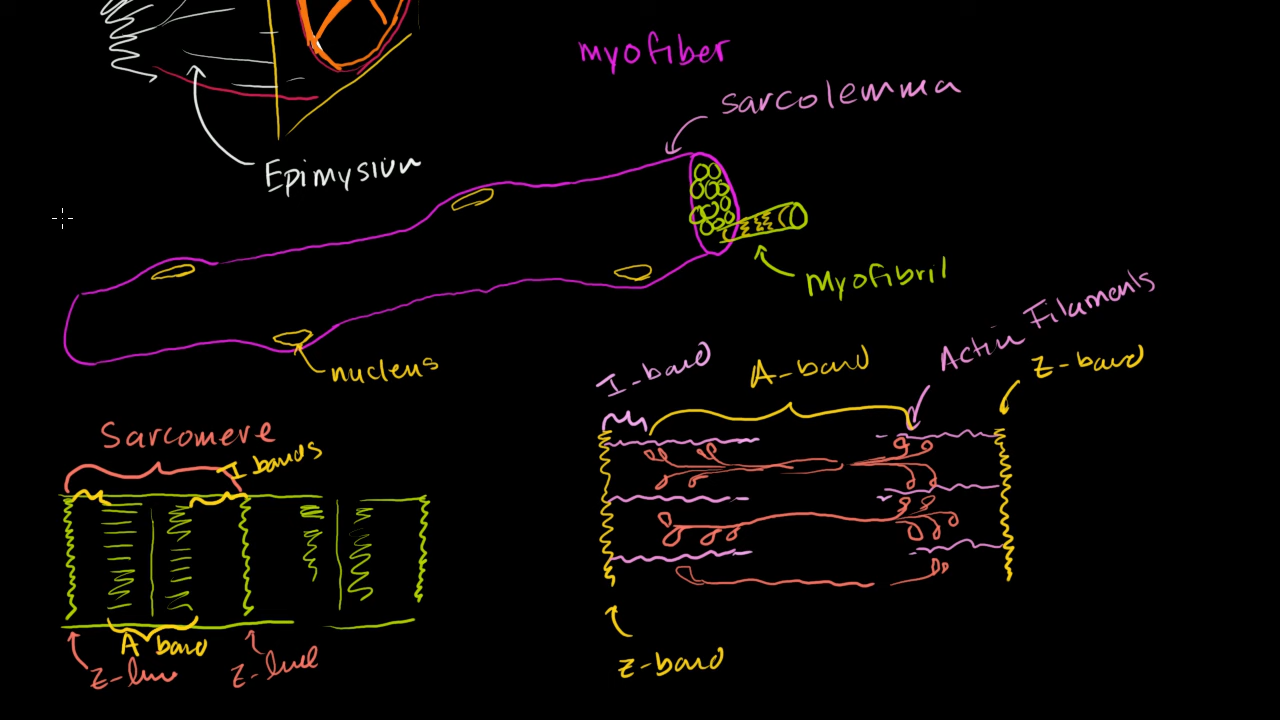 myofiber
Sarcolemma
Epimysium
Myofibril
nucleus
Actin Filaments
I-band
A-band
Z-band
Sarcomere
I bands
A band
Z-line
Z-line
Z-band